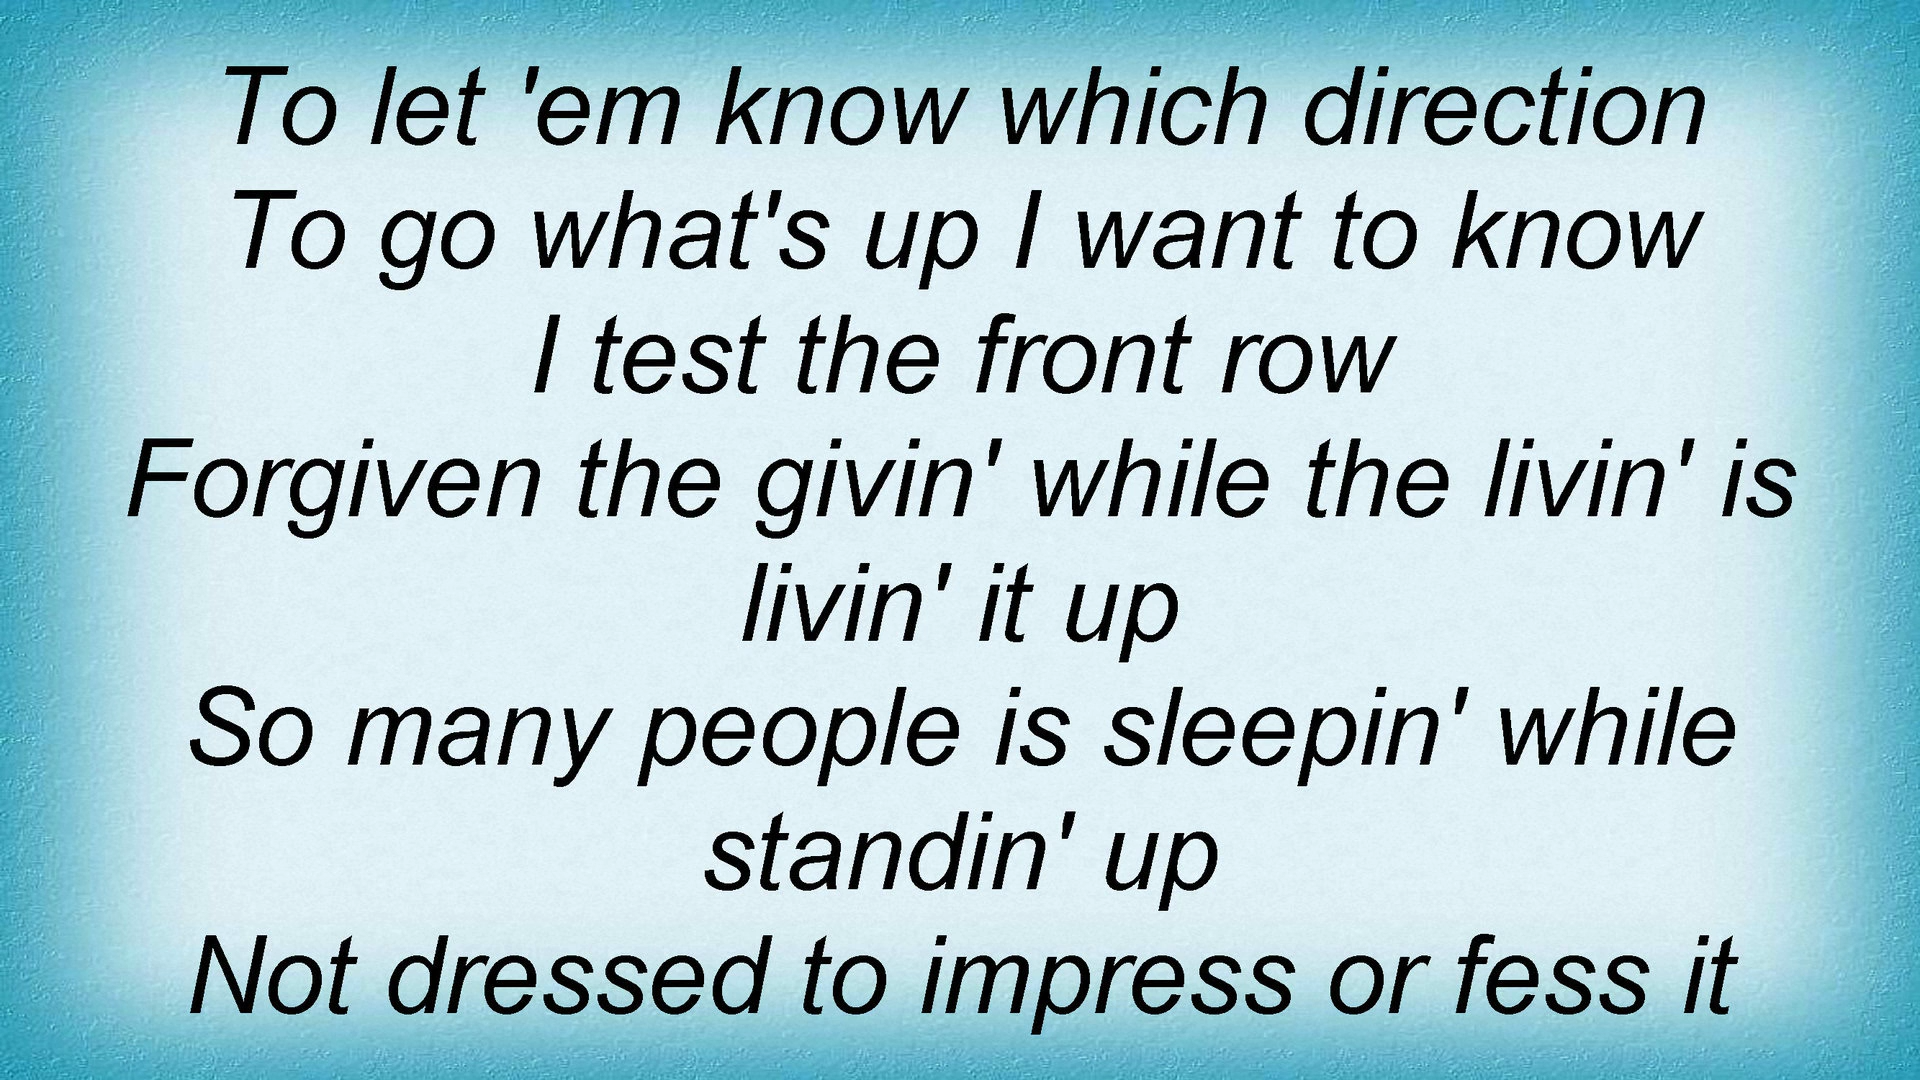 To let 'em know which direction
To go what's up I want to know
I test the front row
Forgiven the givin' while the livin' is
livin' it up
So many people is sleepin' while
standin' up
Not dressed to impress or fess it